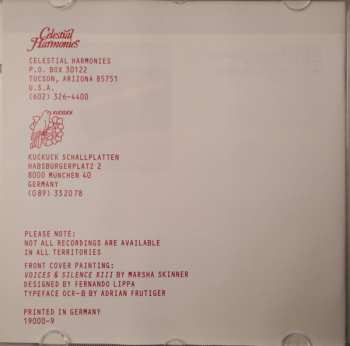 Celestial
Harmonies
CELESTIAL HARMONIES
P.O. BOX 30122
TUCSON, ARIZONA 85751
U.S.A.
(602) 326-4400
KUCKUCK
KUCKUCK SCHALLPLATTEN
HABSBURGERPLATZ 2
8000 MÜNCHEN 40
GERMANY
(089) 332078
PLEASE NOTE:
NOT ALL RECORDINGS ARE AVAILABLE
IN ALL TERRITORIES
FRONT COVER PAINTING:
VOICES & SILENCE XIII BY MARSHA SKINNER
DESIGNED BY FERNANDO LIPPA
TYPEFACE OCR-B BY ADRIAN FRUTIGER
PRINTED IN GERMANY
19000-9